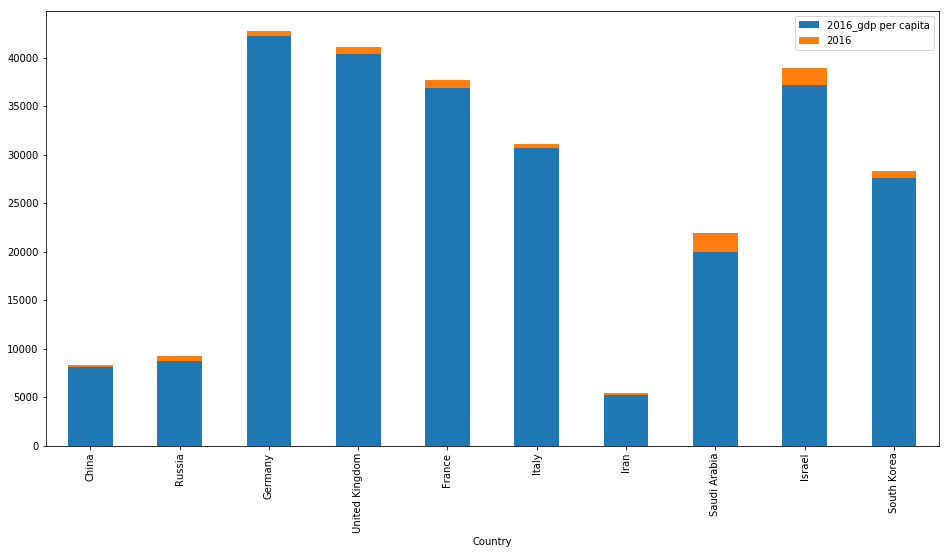 2016_gdp per capita
2016
40000
35000
30000
25000
20000
15000
10000
5000
0
China
Russia
Germany
United Kingdom
France
Italy
Iran
Saudi Arabia
Israel
South Korea
Country